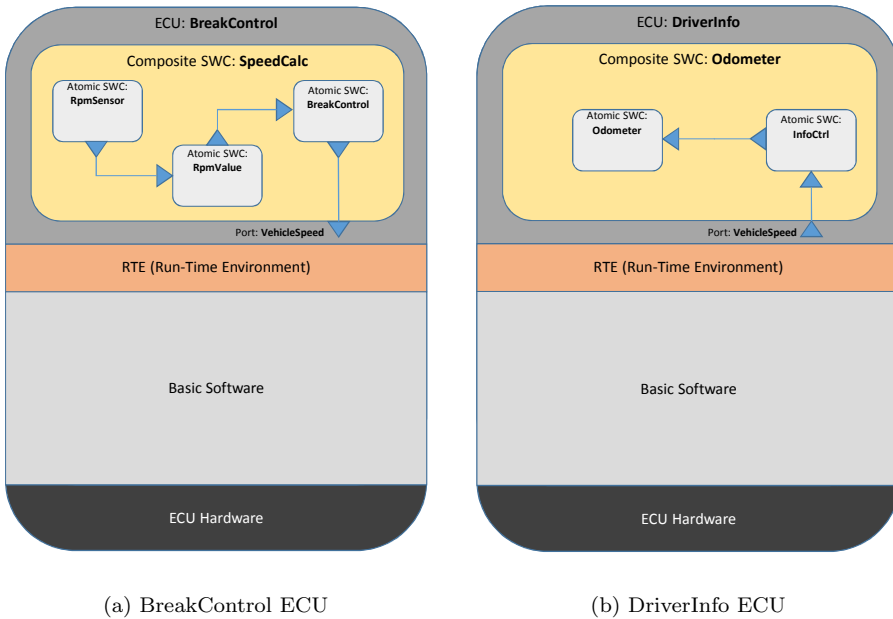 ECU: BreakControl
Composite SWC: SpeedCalc
Atomic SWC:
RpmSensor
Atomic SWC:
BreakControl
Atomic SWC:
RpmValue
Port: VehicleSpeed
RTE (Run-Time Environment)
Basic Software
ECU Hardware
(a) BreakControl ECU
ECU: DriverInfo
Composite SWC: Odometer
Atomic SWC:
Odometer
Atomic SWC:
InfoCtrl
Port: VehicleSpeed
RTE (Run-Time Environment)
Basic Software
ECU Hardware
(b) DriverInfo ECU